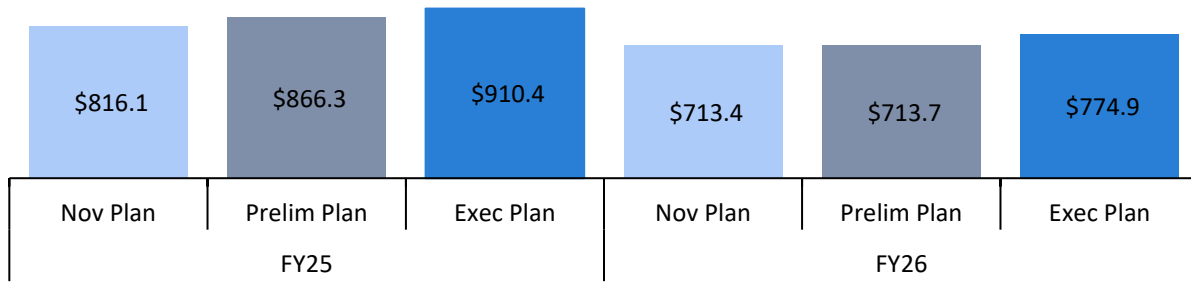 $816.1 $866.3 $910.4 $713.4 $713.7 $774.9
Nov Plan Prelim Plan Exec Plan Nov Plan Prelim Plan Exec Plan
FY25 FY26